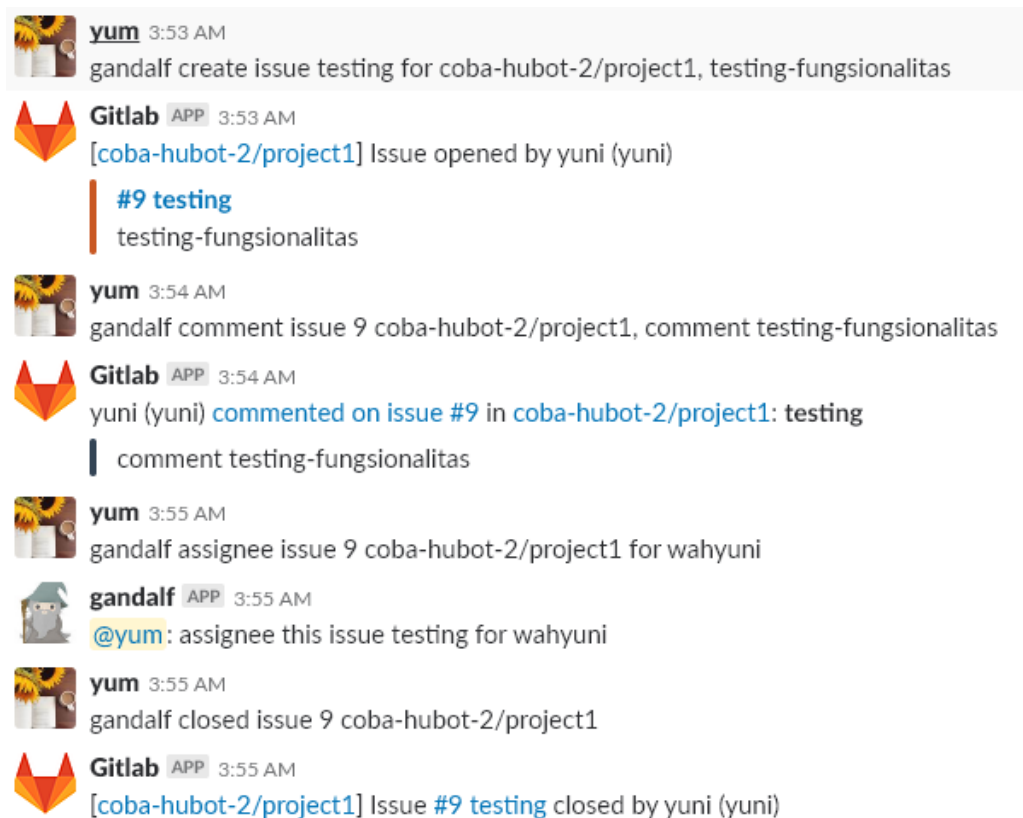 yum 3:53 AM
gandalf create issue testing for coba-hubot-2/project1, testing-fungsionalitas
Gitlab APP 3:53 AM
[coba-hubot-2/project1] Issue opened by yuni (yuni)
#9 testing
testing-fungsionalitas
yum 3:54 AM
gandalf comment issue 9 coba-hubot-2/project1, comment testing-fungsionalitas
Gitlab APP 3:54 AM
yuni (yuni) commented on issue #9 in coba-hubot-2/project1: testing
comment testing-fungsionalitas
yum 3:55 AM
gandalf assignee issue 9 coba-hubot-2/project1 for wahyuni
gandalf APP 3:55 AM
@yum: assignee this issue testing for wahyuni
yum 3:55 AM
gandalf closed issue 9 coba-hubot-2/project1
Gitlab APP 3:55 AM
[coba-hubot-2/project1] Issue #9 testing closed by yuni (yuni)